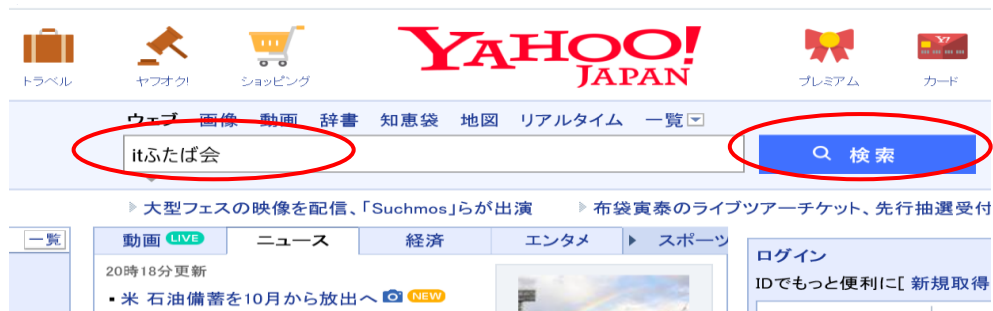 YAHOO!
JAPAN
トラベル ヤフオク! ショッピング プレミアム カード
ウェブ 画像 動画 辞書 知恵袋 地図 リアルタイム 一覧
itふたば会 検索
大型フェスの映像を配信、「Suchmos」らが出演 布袋寅泰のライブツアーチケット、先行抽選受付
一覧 動画 LIVE ニュース 経済 エンタメ スポーツ
ログイン
20時18分更新
IDでもっと便利に[ 新規取得
米 石油備蓄を10月から放出へ NEW